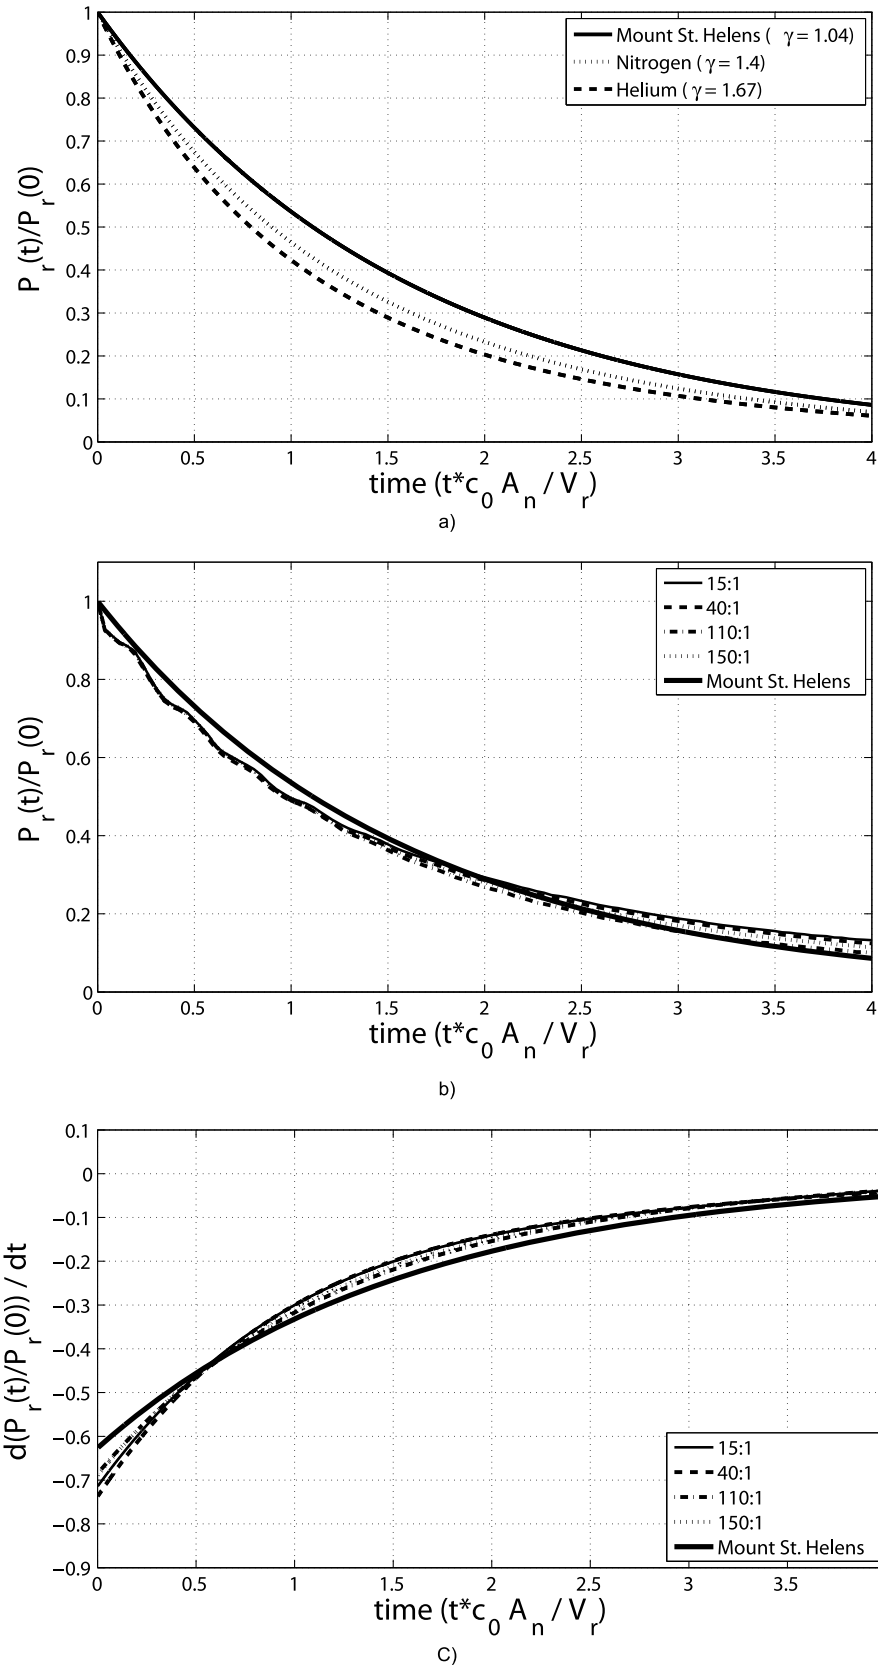 1
0.9
0.8
0.7
0.6
0.5
0.4
0.3
0.2
0.1
0
P_r(t)/P_r(0)
Mount St. Helens ( γ = 1.04)
Nitrogen ( γ = 1.4)
Helium ( γ = 1.67)
0 0.5 1 1.5 2 2.5 3 3.5 4
time (t*c_0 A_n / V_r)
a)
1
0.8
0.6
0.4
0.2
0
P_r(t)/P_r(0)
15:1
40:1
110:1
150:1
Mount St. Helens
0 0.5 1 1.5 2 2.5 3 3.5 4
time (t*c_0 A_n / V_r)
b)
0.1
0
−0.1
−0.2
−0.3
−0.4
−0.5
−0.6
−0.7
−0.8
−0.9
d(P_r(t)/P_r(0)) / dt
15:1
40:1
110:1
150:1
Mount St. Helens
0 0.5 1 1.5 2 2.5 3 3.5
time (t*c_0 A_n / V_r)
C)